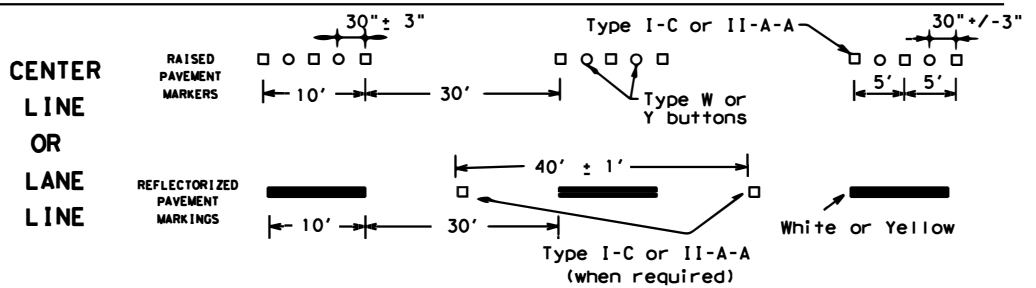 30"± 3"
Type I-C or II-A-A
30"+/-3"
CENTER
LINE
OR
LANE
LINE
RAISED
PAVEMENT
MARKERS
10'
30'
Type W or
Y buttons
5'
5'
40' ± 1'
REFLECTORIZED
PAVEMENT
MARKINGS
10'
30'
White or Yellow
Type I-C or II-A-A
(when required)